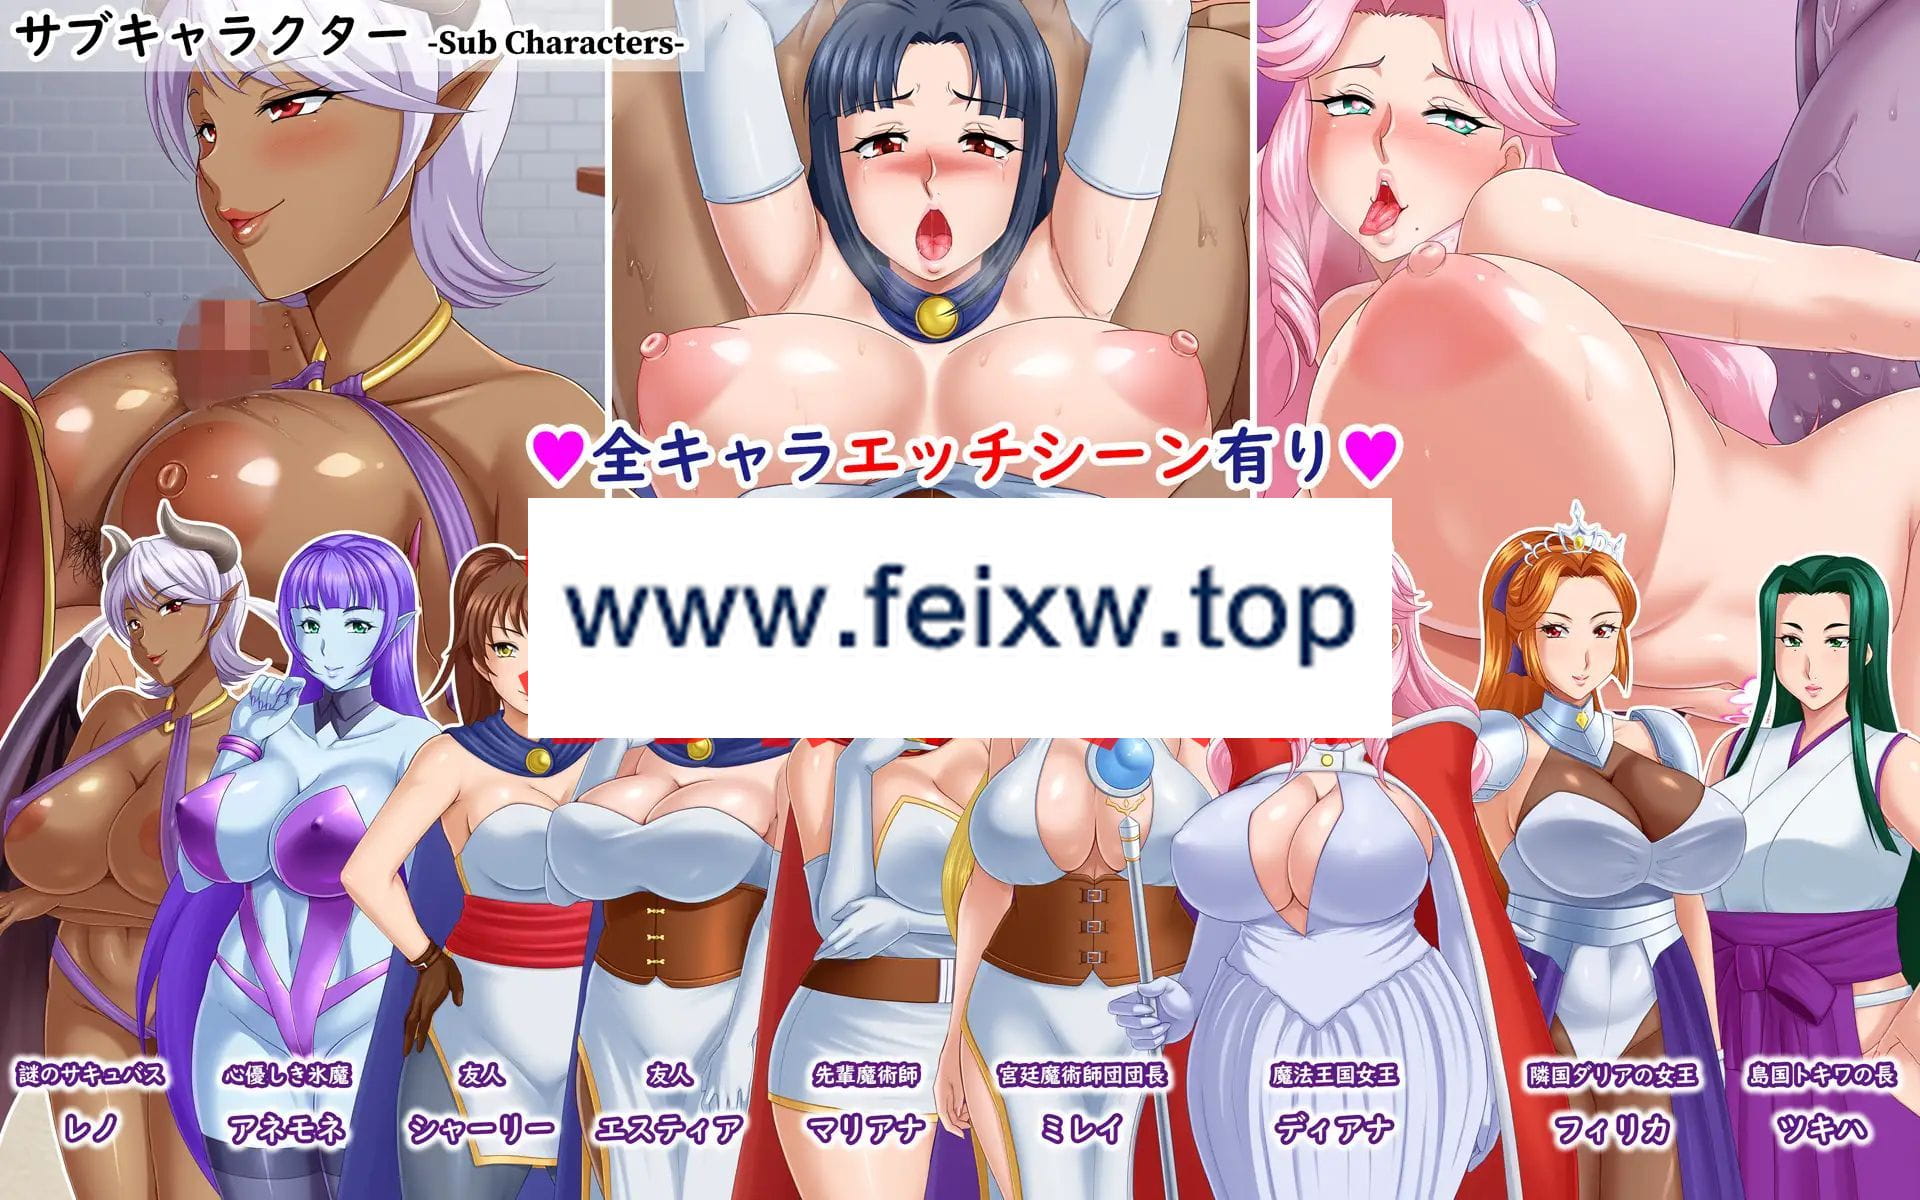 サブキャラクター -Sub Characters-
♥全キャラエッチシーン有り♥
www.feixw.top
謎のサキュバス
レノ
心優しき氷魔
アネモネ
友人
シャーリー
友人
エスティア
先輩魔術師
マリアナ
宮廷魔術師団団長
ミレイ
魔法王国女王
ディアナ
隣国ダリアの女王
フィリカ
島国トキワの長
ツキハ